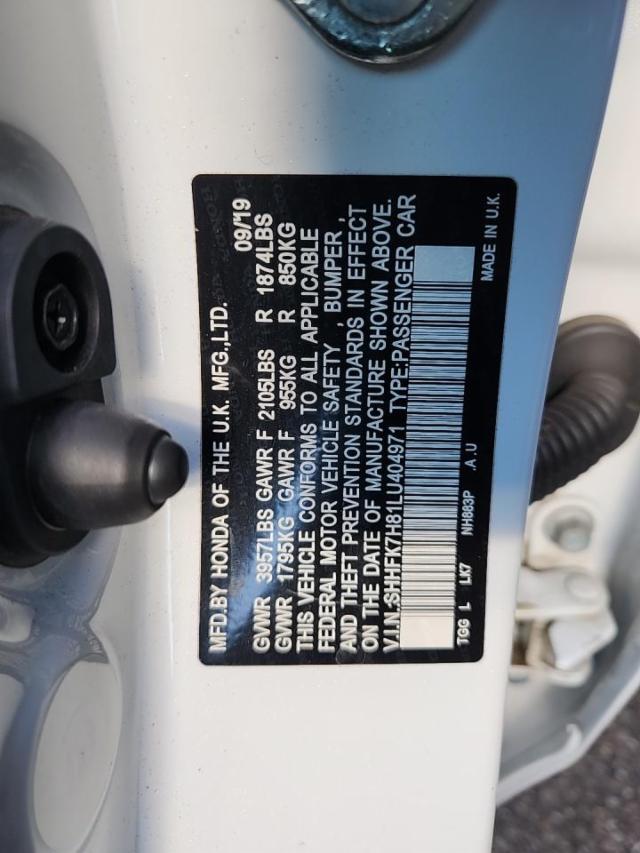 MFD.BY HONDA OF THE U.K. MFG.,LTD. 09/19
GVWR 3957LBS GAWR F 2105LBS R 1874LBS
GVWR 1795KG GAWR F 955KG R 850KG
THIS VEHICLE CONFORMS TO ALL APPLICABLE
FEDERAL MOTOR VEHICLE SAFETY , BUMPER ,
AND THEFT PREVENTION STANDARDS IN EFFECT
ON THE DATE OF MANUFACTURE SHOWN ABOVE.
V.I.N.:SHHFK7H81LU404971 TYPE:PASSENGER CAR
TGG L LK7 NH883P .A.U MADE IN U.K.